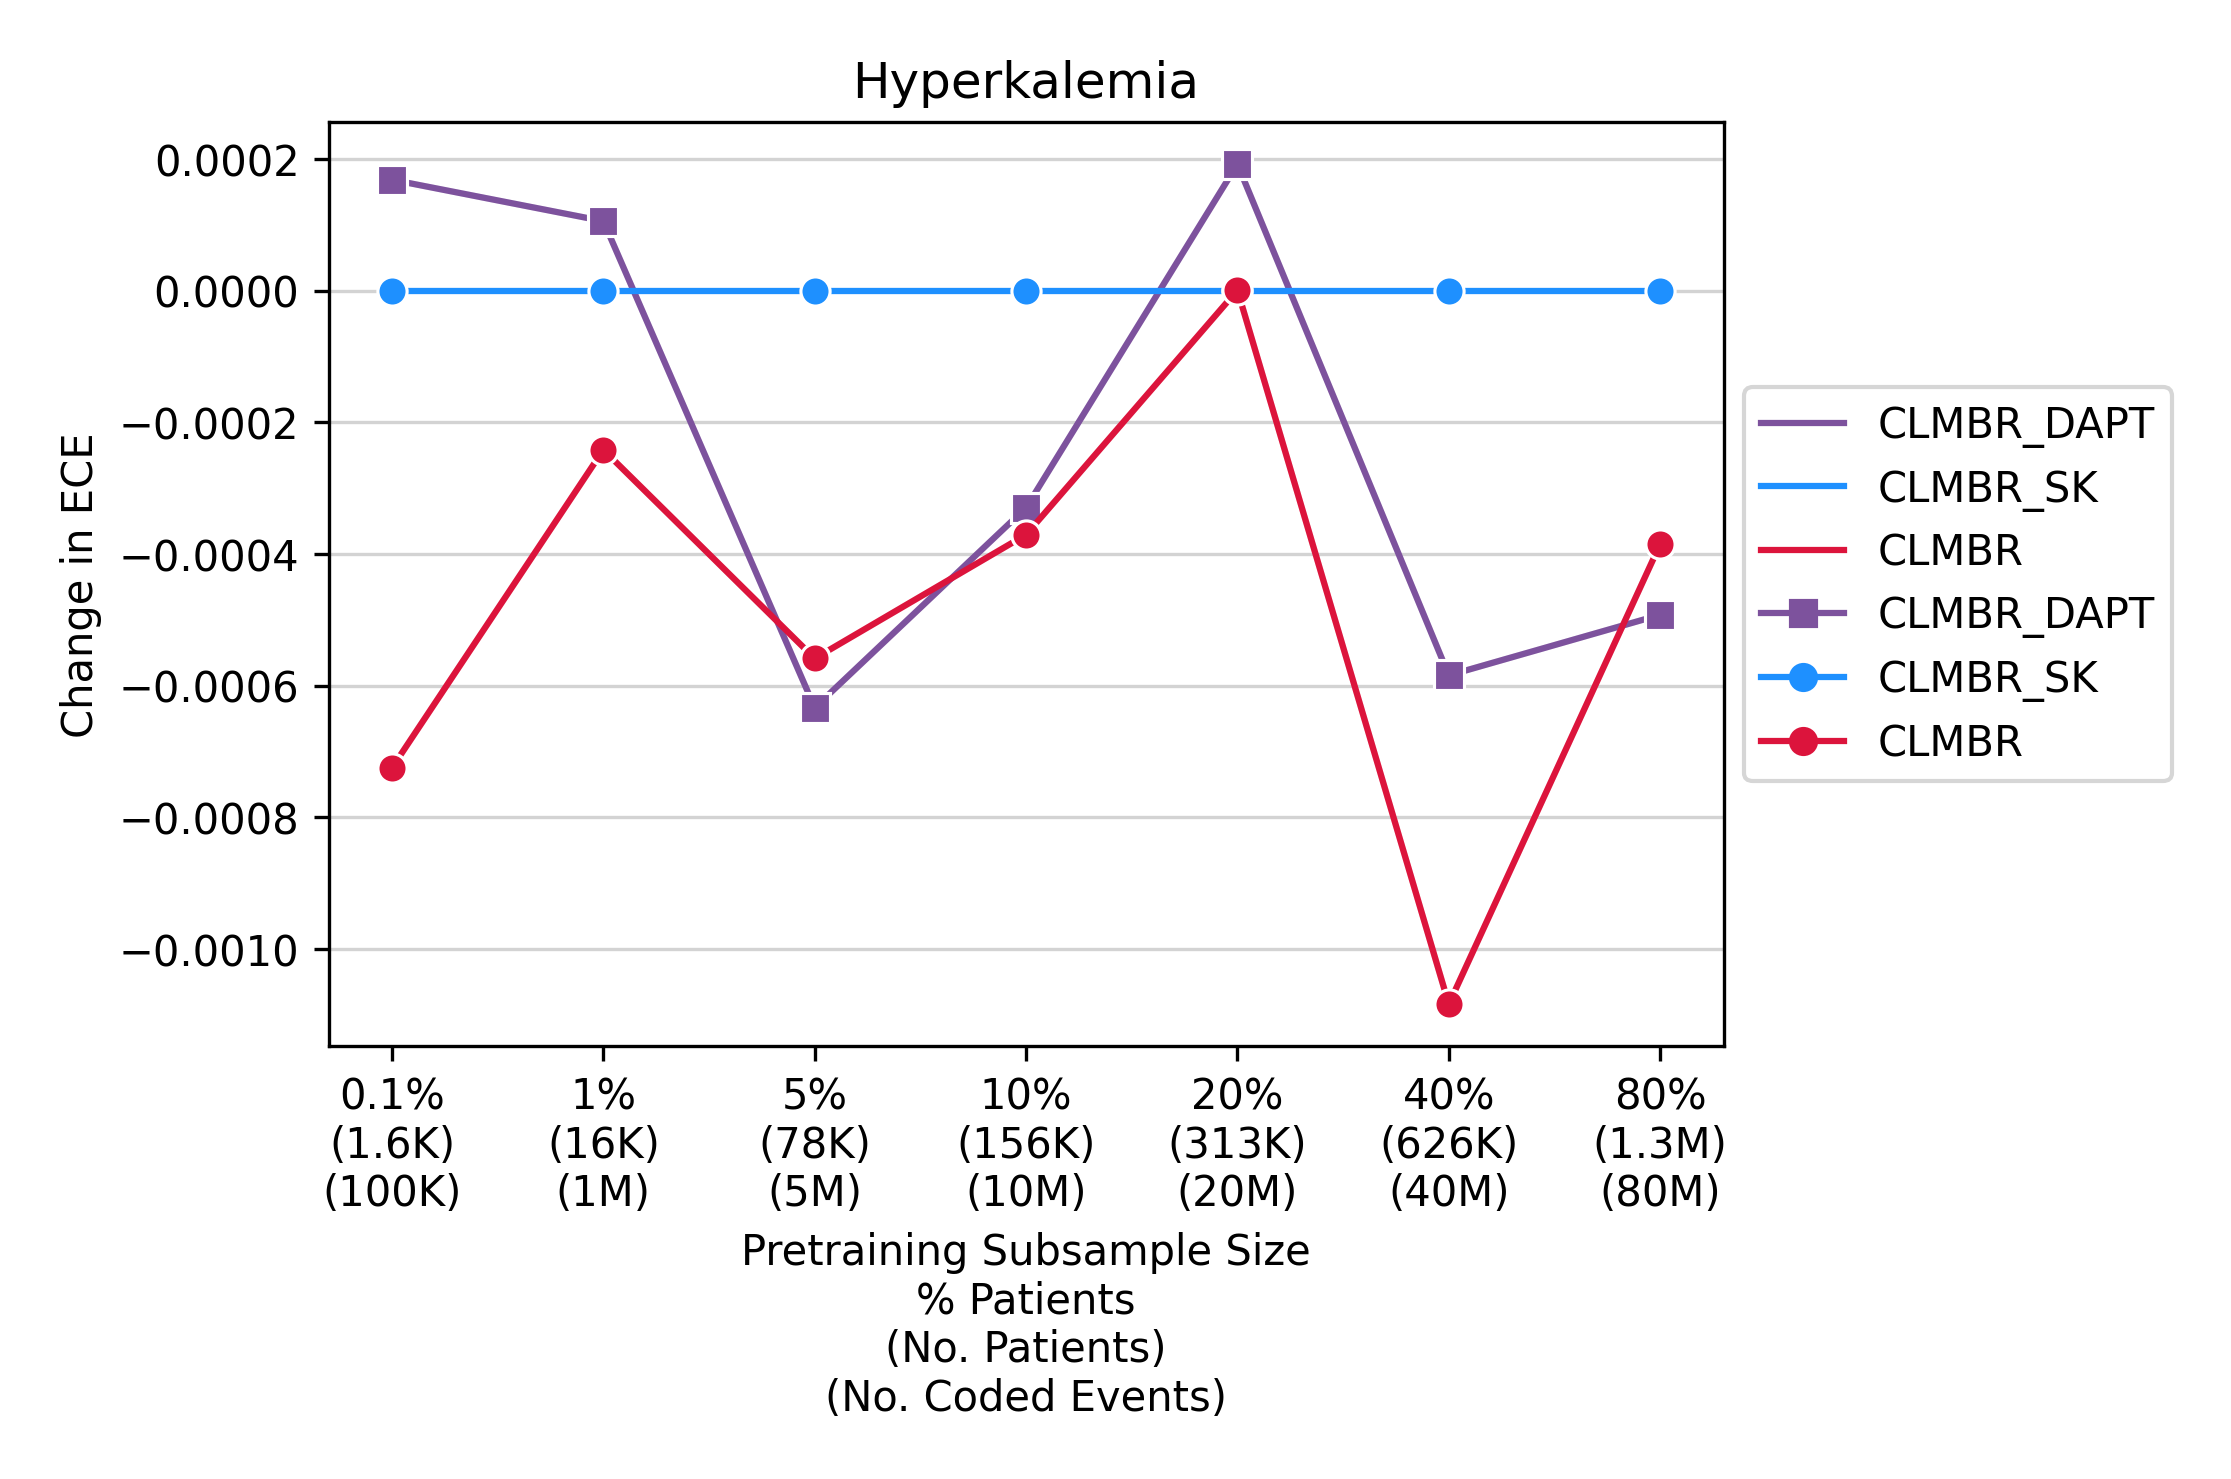 Hyperkalemia
Change in ECE
0.0002
0.0000
−0.0002
−0.0004
−0.0006
−0.0008
−0.0010
CLMBR_DAPT
CLMBR_SK
CLMBR
CLMBR_DAPT
CLMBR_SK
CLMBR
0.1% 1% 5% 10% 20% 40% 80%
(1.6K) (16K) (78K) (156K) (313K) (626K) (1.3M)
(100K) (1M) (5M) (10M) (20M) (40M) (80M)
Pretraining Subsample Size
% Patients
(No. Patients)
(No. Coded Events)